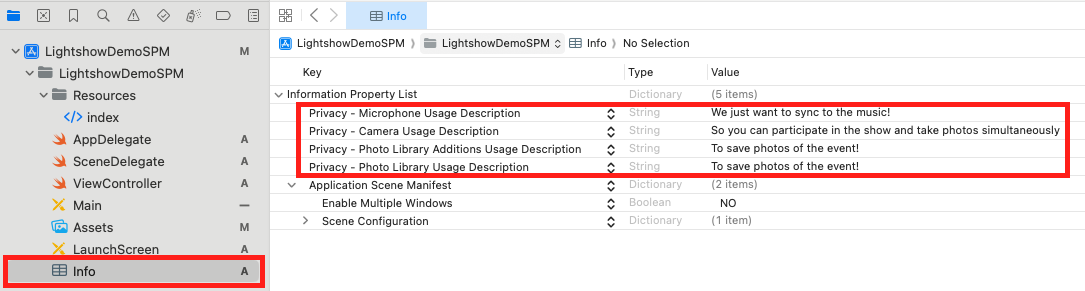 Info
LightshowDemoSPM M
LightshowDemoSPM
Resources
index
AppDelegate A
SceneDelegate A
ViewController A
Main —
Assets M
LaunchScreen A
Info A
LightshowDemoSPM LightshowDemoSPM Info No Selection
Key Type Value
Information Property List Dictionary (5 items)
Privacy - Microphone Usage Description String We just want to sync to the music!
Privacy - Camera Usage Description String So you can participate in the show and take photos simultaneously
Privacy - Photo Library Additions Usage Description String To save photos of the event!
Privacy - Photo Library Usage Description String To save photos of the event!
Application Scene Manifest Dictionary (2 items)
Enable Multiple Windows Boolean NO
Scene Configuration Dictionary (1 item)